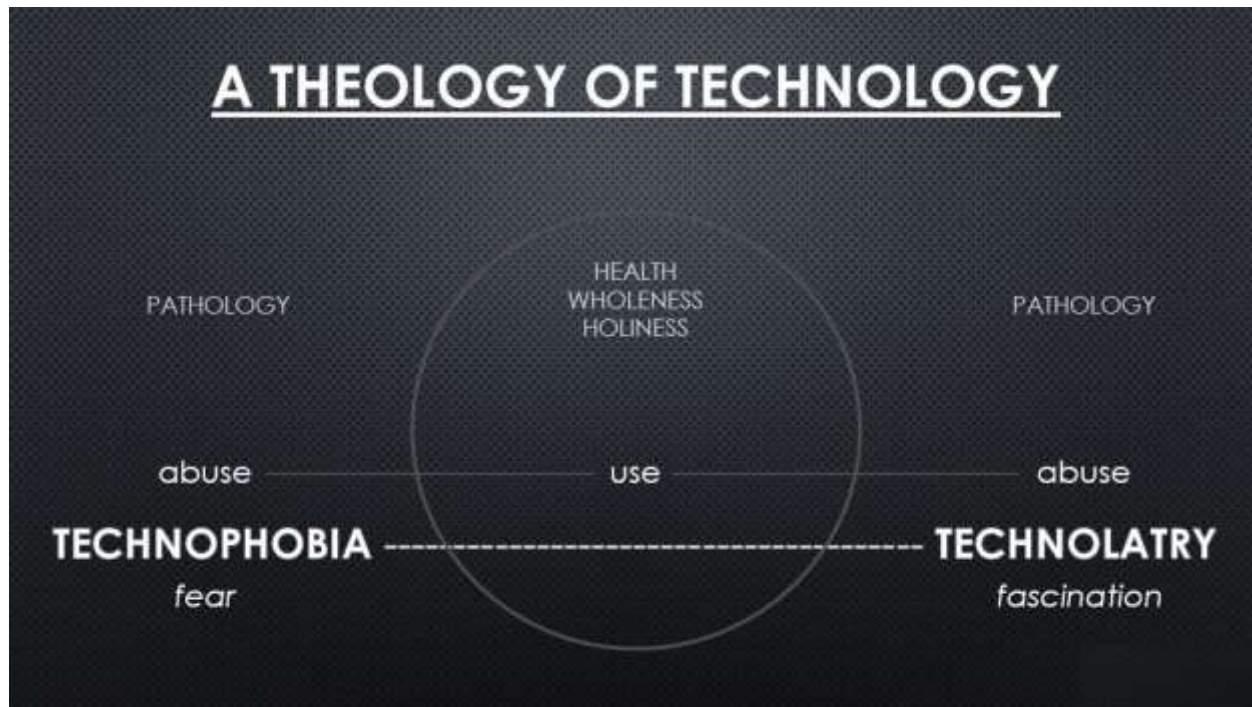 A THEOLOGY OF TECHNOLOGY
HEALTH
WHOLENESS
HOLINESS
PATHOLOGY
PATHOLOGY
abuse use abuse
TECHNOPHOBIA TECHNOLATRY
fear fascination